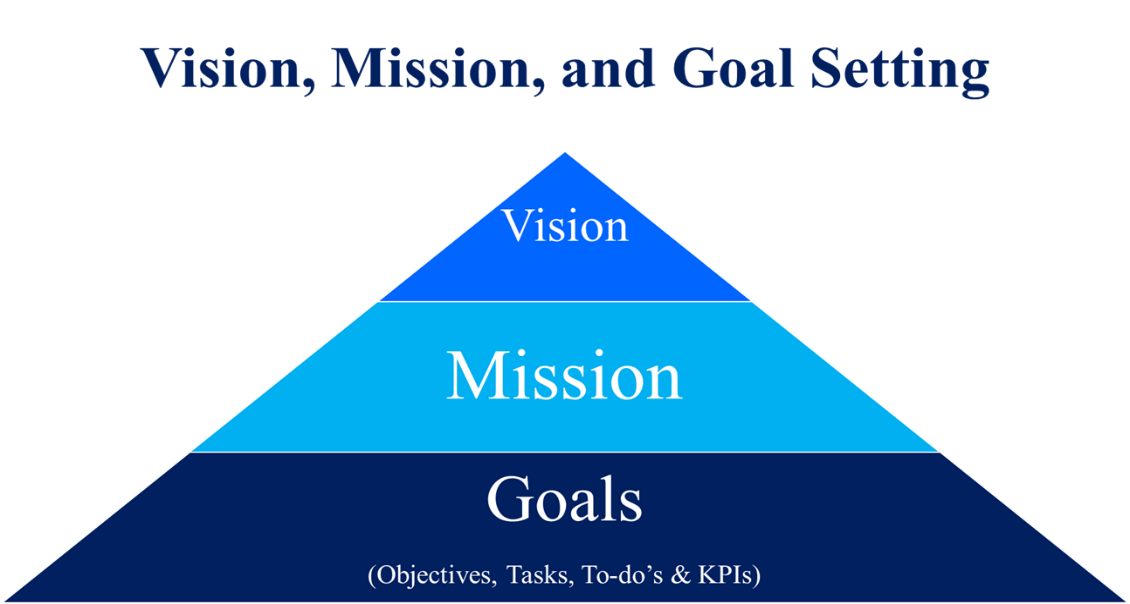 Vision, Mission, and Goal Setting
Vision
Mission
Goals
(Objectives, Tasks, To-do’s & KPIs)